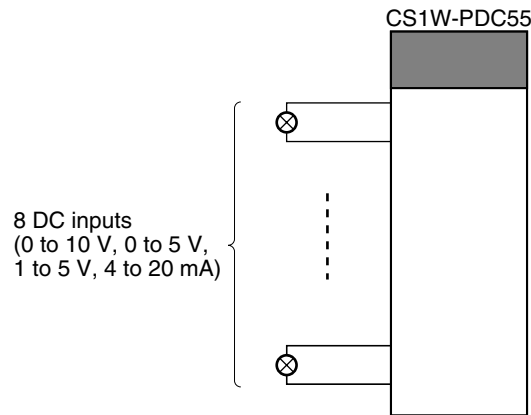 CS1W-PDC55
8 DC inputs
(0 to 10 V, 0 to 5 V,
1 to 5 V, 4 to 20 mA)